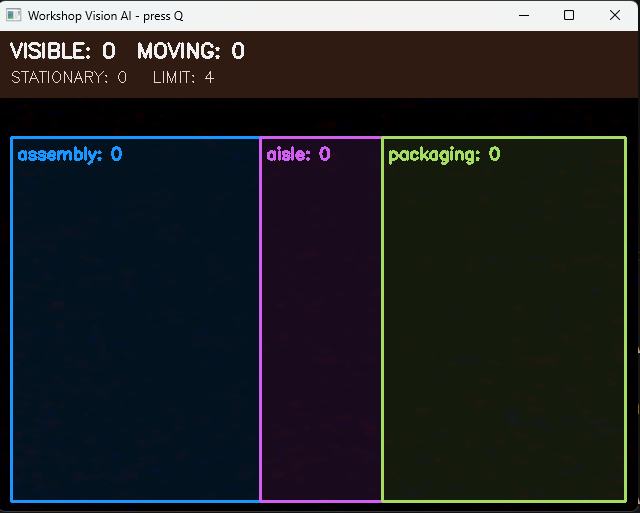 Workshop Vision AI - press Q
VISIBLE: 0 MOVING: 0
STATIONARY: 0 LIMIT: 4
assembly: 0 aisle: 0 packaging: 0